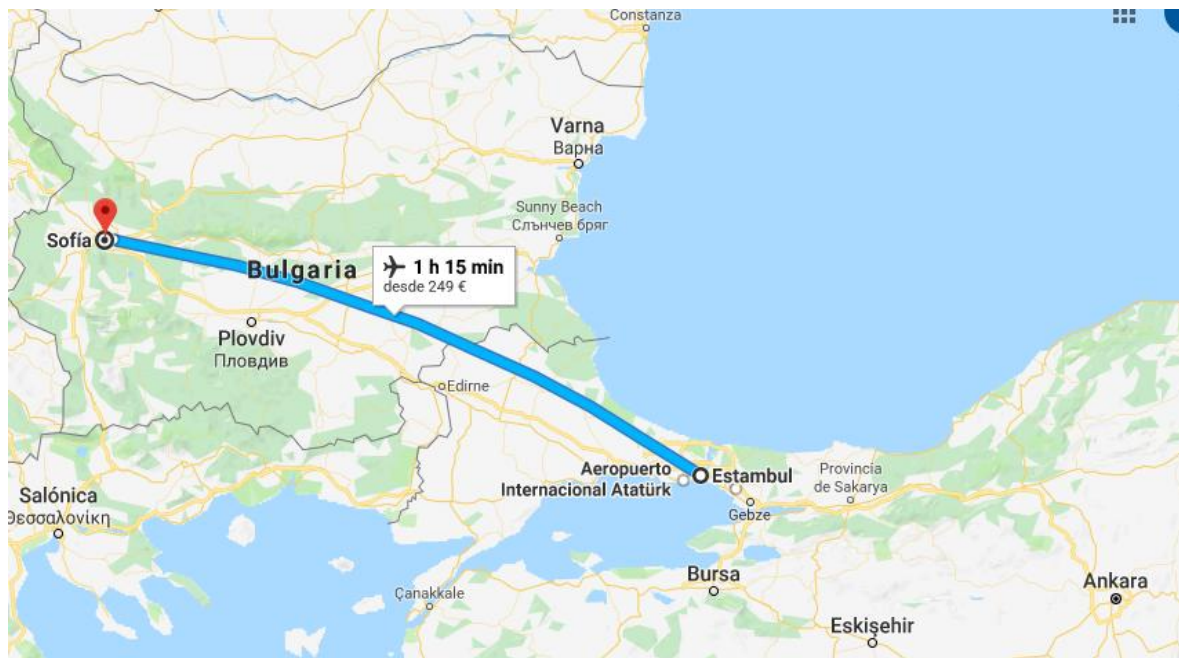 Constanza
Varna
Варна
Sunny Beach
Слънчев бряг
Sofía
Bulgaria
1 h 15 min
desde 249 €
Plovdiv
Пловдив
Edirne
Aeropuerto
Internacional Atatürk
Estambul
Provincia
de Sakarya
Gebze
Salónica
Θεσσαλονίκη
Çanakkale
Bursa
Ankara
Eskişehir